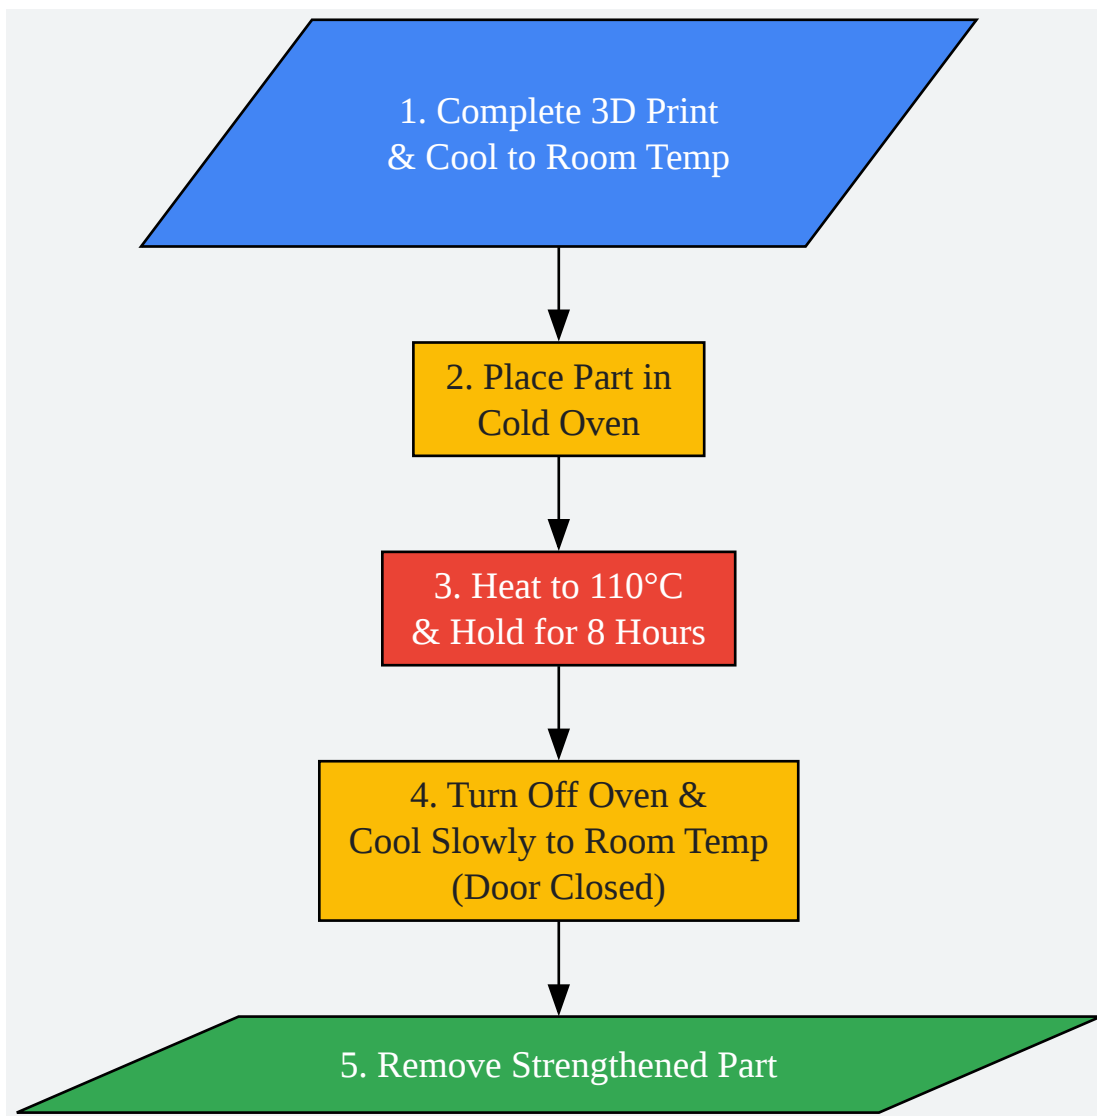 1. Complete 3D Print
& Cool to Room Temp
2. Place Part in
Cold Oven
3. Heat to 110°C
& Hold for 8 Hours
4. Turn Off Oven &
Cool Slowly to Room Temp
(Door Closed)
5. Remove Strengthened Part